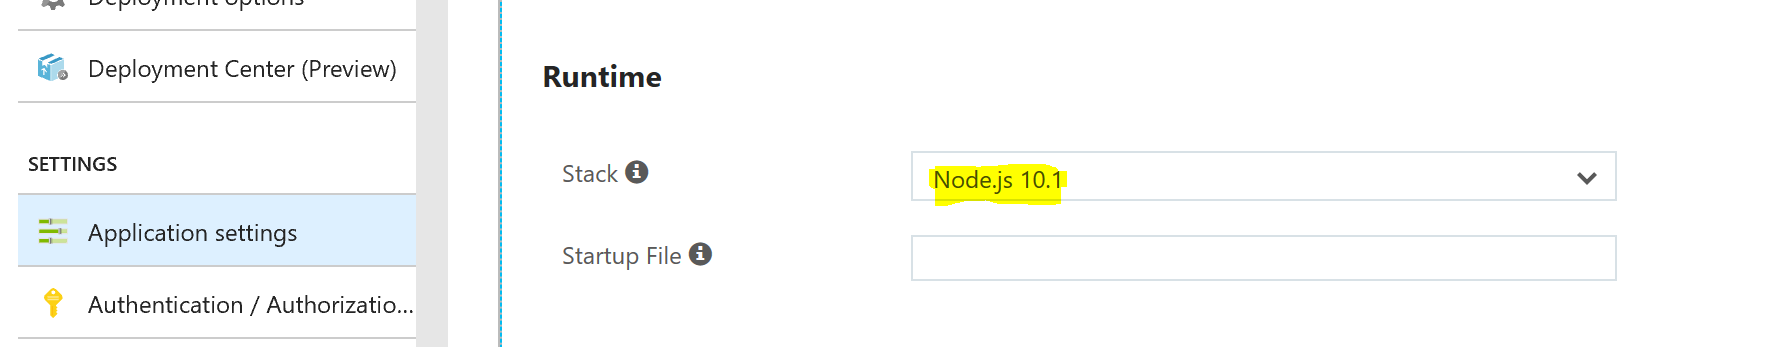 Deployment options
Deployment Center (Preview)
SETTINGS
Application settings
Authentication / Authorizatio...
Runtime
Stack
Node.js 10.1
Startup File